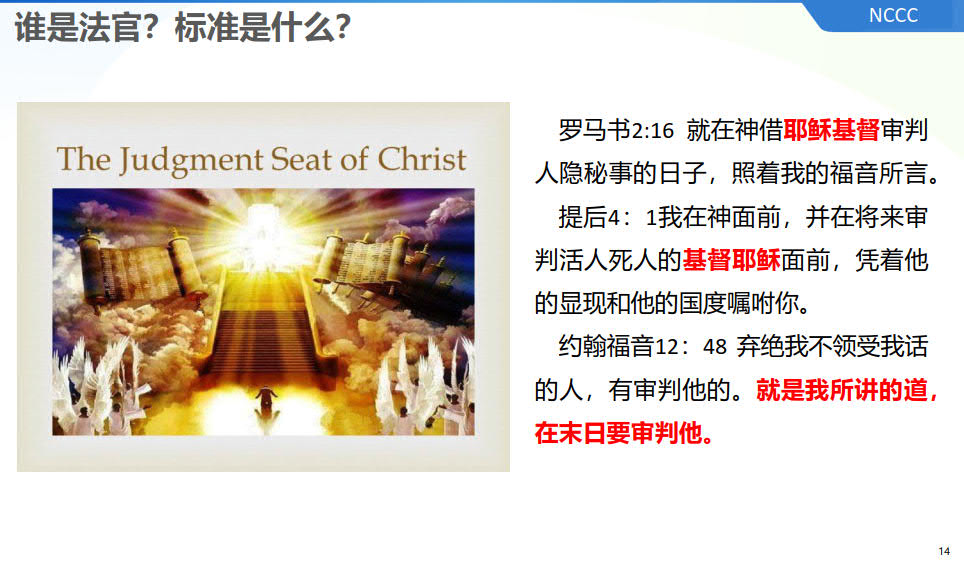 谁是法官？标准是什么？
NCCC
The Judgment Seat of Christ
罗马书2:16 就在神借耶稣基督审判
人隐秘事的日子，照着我的福音所言。
提后4：1我在神面前，并在将来审
判活人死人的基督耶稣面前，凭着他
的显现和他的国度嘱咐你。
约翰福音12：48 弃绝我不领受我话
的人，有审判他的。就是我所讲的道，
在末日要审判他。
14